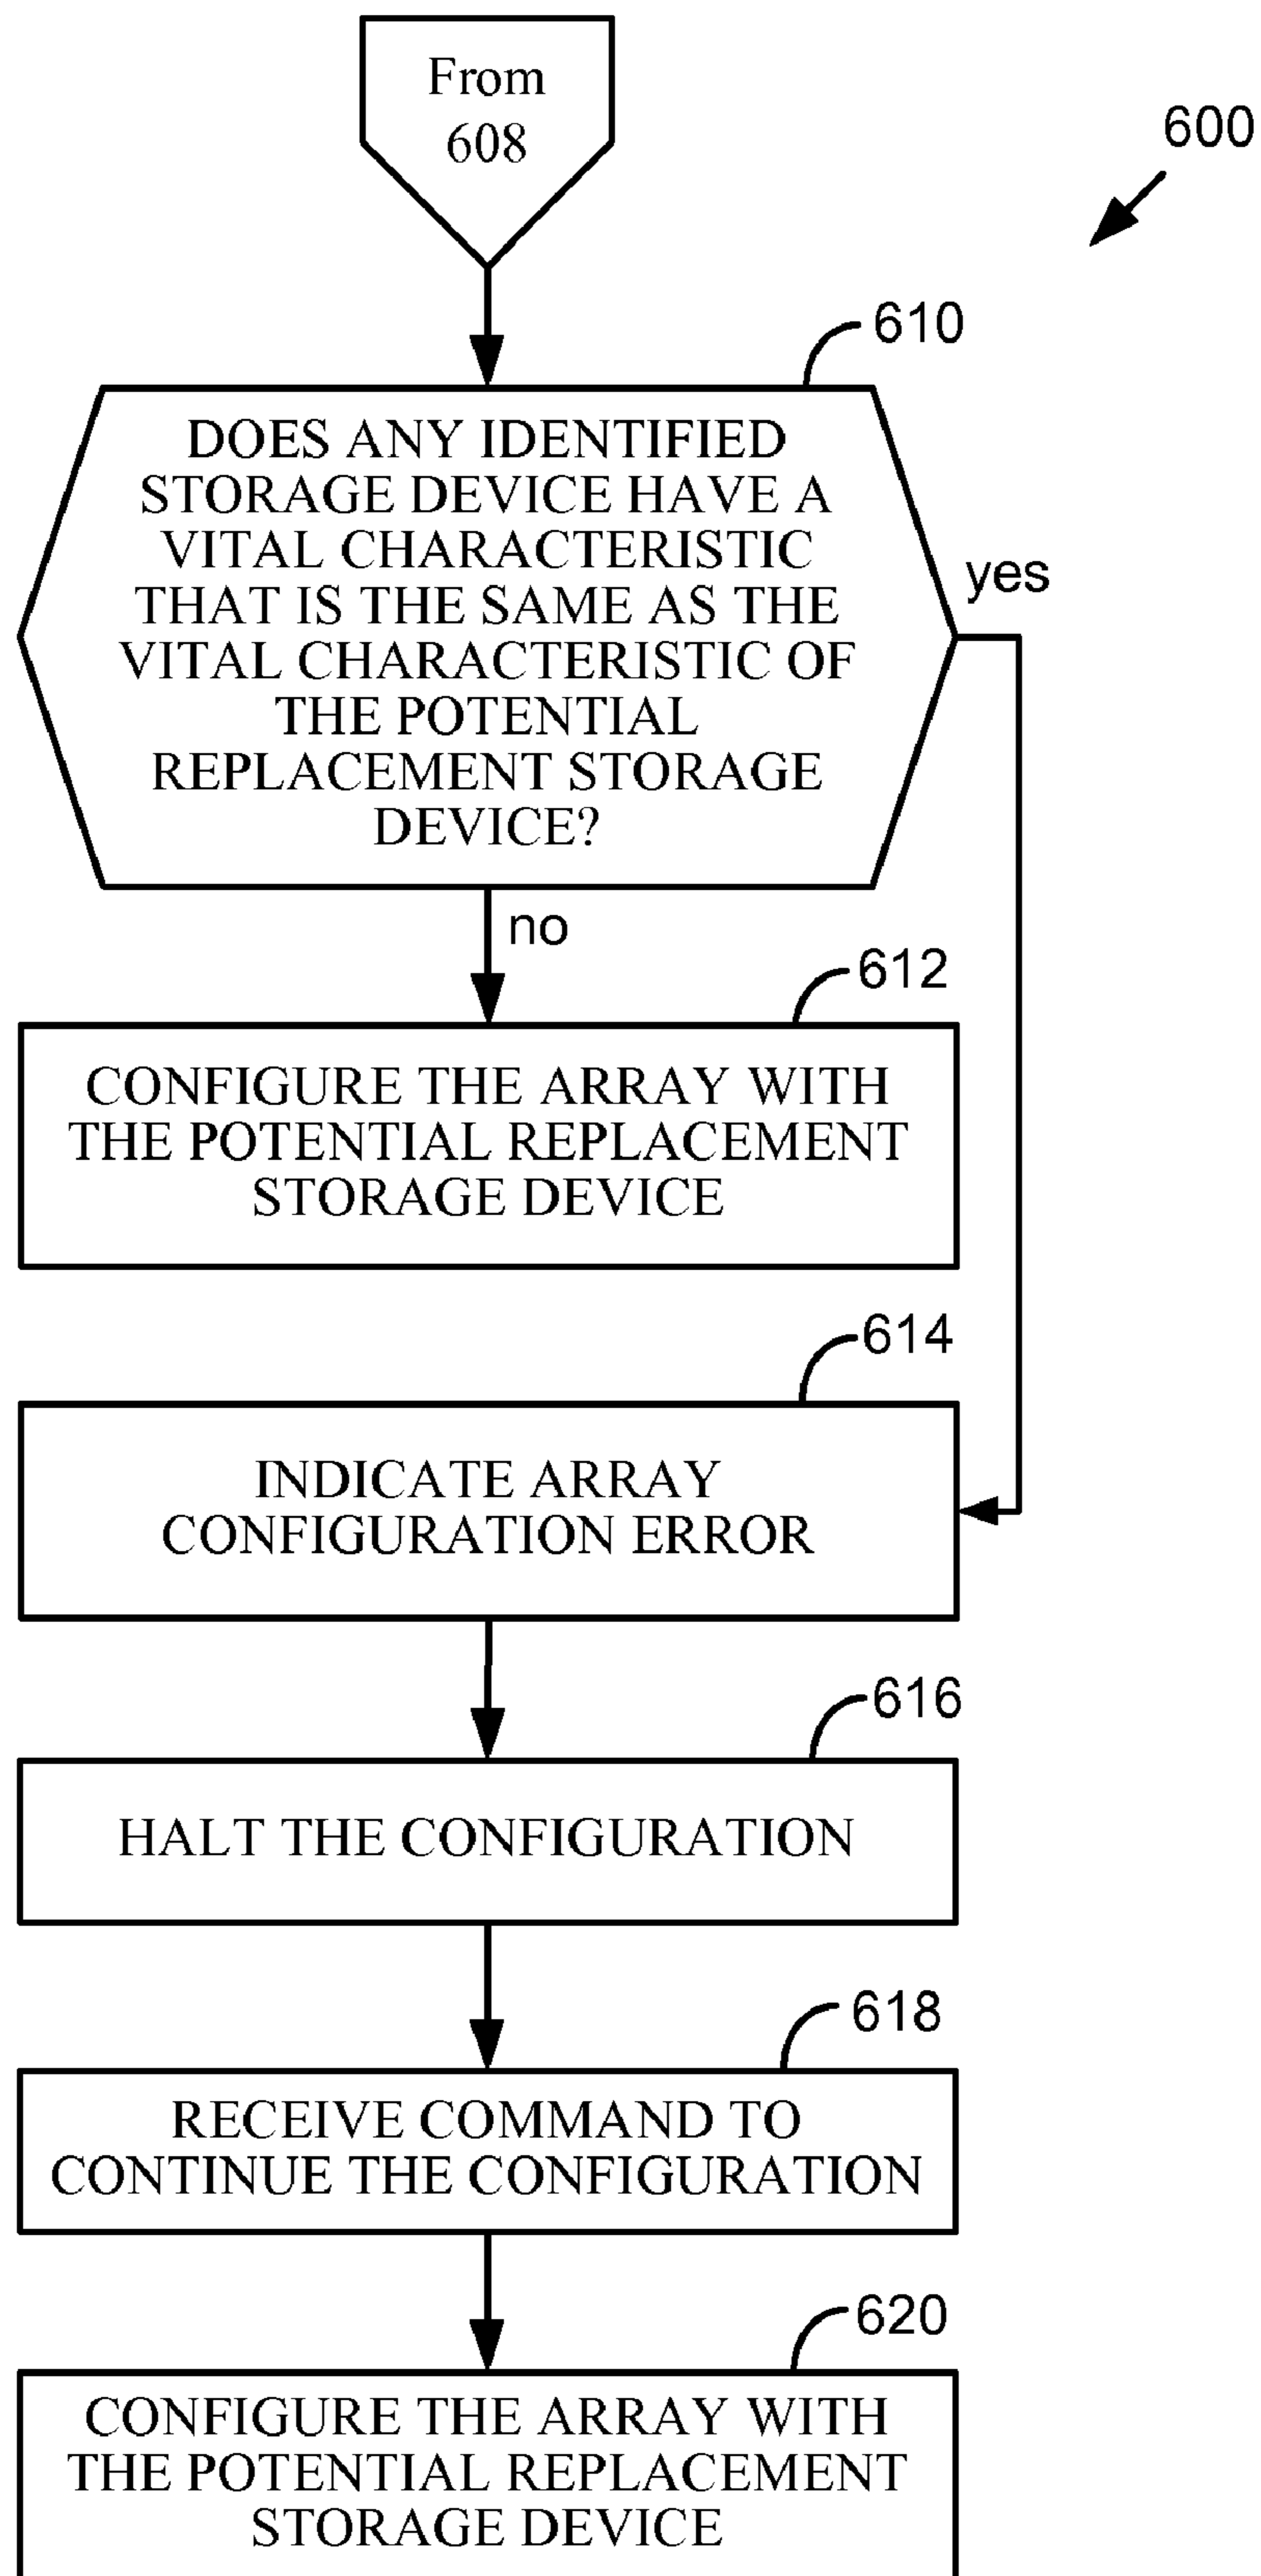 From
608
600
610
DOES ANY IDENTIFIED
STORAGE DEVICE HAVE A
VITAL CHARACTERISTIC
THAT IS THE SAME AS THE
VITAL CHARACTERISTIC OF
THE POTENTIAL
REPLACEMENT STORAGE
DEVICE?
yes
no
612
CONFIGURE THE ARRAY WITH
THE POTENTIAL REPLACEMENT
STORAGE DEVICE
614
INDICATE ARRAY
CONFIGURATION ERROR
616
HALT THE CONFIGURATION
618
RECEIVE COMMAND TO
CONTINUE THE CONFIGURATION
620
CONFIGURE THE ARRAY WITH
THE POTENTIAL REPLACEMENT
STORAGE DEVICE